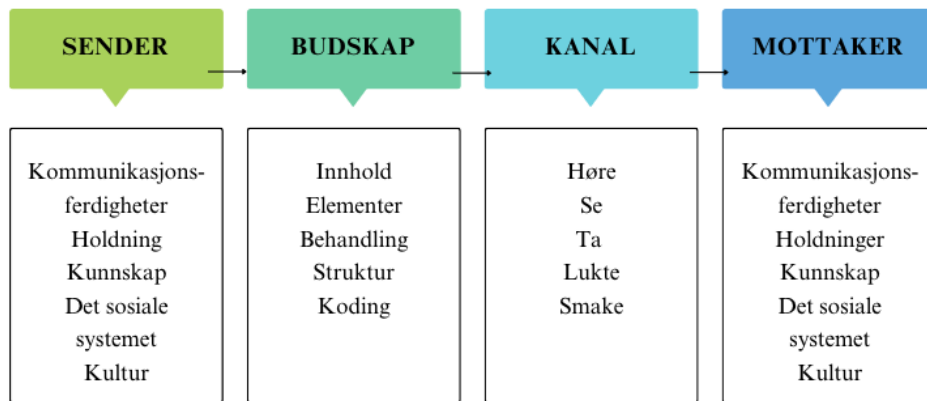 SENDER
BUDSKAP
KANAL
MOTTAKER
Kommunikasjons-
ferdigheter
Holdning
Kunnskap
Det sosiale
systemet
Kultur
Innhold
Elementer
Behandling
Struktur
Koding
Høre
Se
Ta
Lukte
Smake
Kommunikasjons-
ferdigheter
Holdninger
Kunnskap
Det sosiale
systemet
Kultur